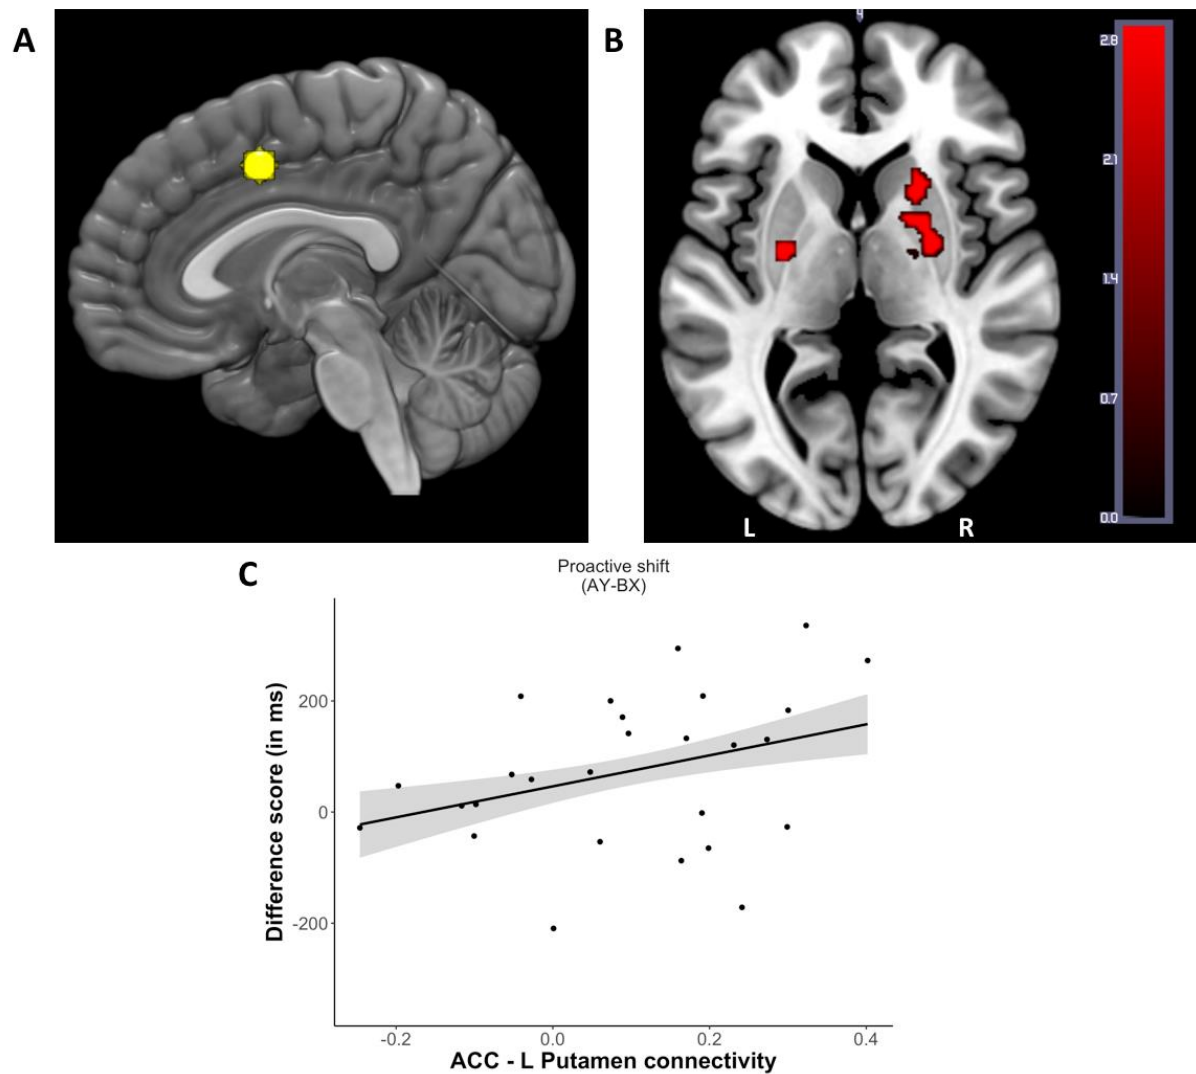 A
B
4
2.8
2.1
1.4
0.7
0.0
L
R
C
Proactive shift
(AY-BX)
Difference score (in ms)
200
0
-200
-0.2
0.0
0.2
0.4
ACC - L Putamen connectivity